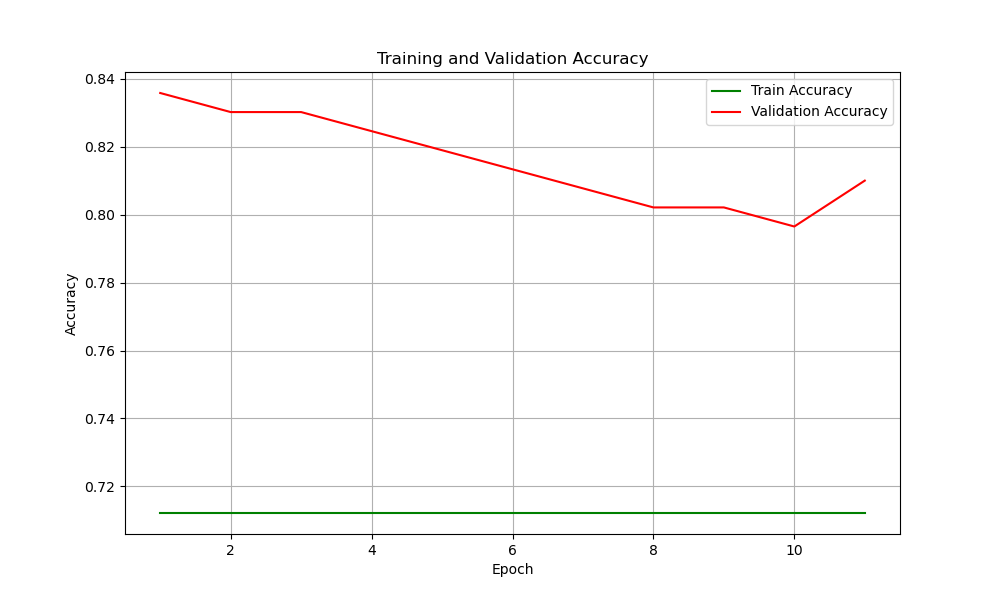 Training and Validation Accuracy
Train Accuracy
Validation Accuracy
0.84
0.82
0.80
0.78
0.76
0.74
0.72
Accuracy
2 4 6 8 10
Epoch